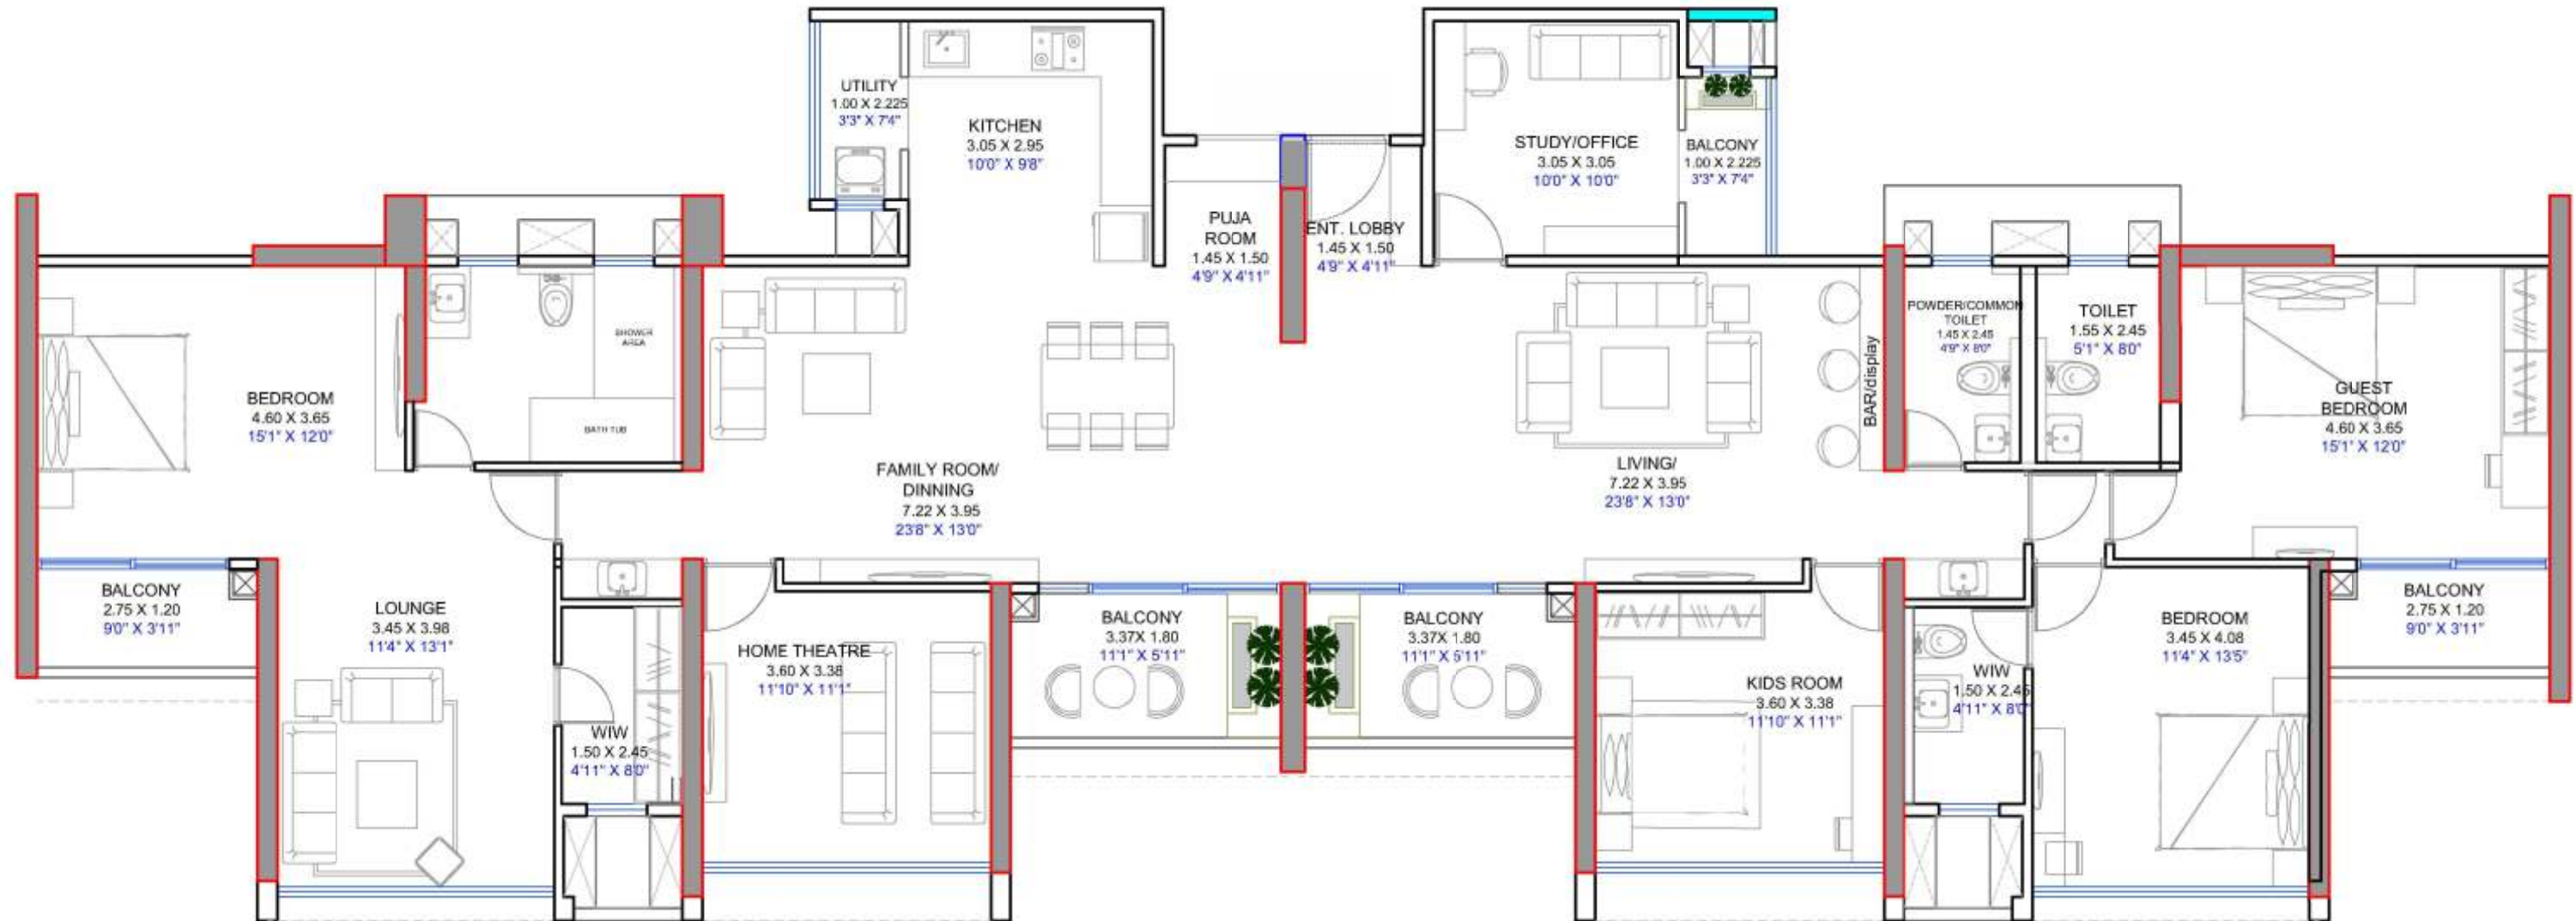 UTILITY
1.00 X 2.225
3'3" X 7'4"
KITCHEN
3.05 X 2.95
10'0" X 9'8"
PUJA
ROOM
1.45 X 1.50
4'9" X 4'11"
ENT. LOBBY
1.45 X 1.50
4'9" X 4'11"
STUDY/OFFICE
3.05 X 3.05
10'0" X 10'0"
BALCONY
1.00 X 2.225
3'3" X 7'4"
BEDROOM
4.60 X 3.65
15'1" X 12'0"
SHOWER
AREA
BATH TUB
FAMILY ROOM/
DINNING
7.22 X 3.95
23'8" X 13'0"
LIVING/
7.22 X 3.95
23'8" X 13'0"
BAR/display
POWDER/COMMON
TOILET
1.45 X 2.45
4'9" X 8'0"
TOILET
1.55 X 2.45
5'1" X 8'0"
GUEST
BEDROOM
4.60 X 3.65
15'1" X 12'0"
BALCONY
2.75 X 1.20
9'0" X 3'11"
LOUNGE
3.45 X 3.98
11'4" X 13'1"
WIW
1.50 X 2.45
4'11" X 8'0"
HOME THEATRE
3.60 X 3.38
11'10" X 11'1"
BALCONY
3.37X 1.80
11'1" X 5'11"
BALCONY
3.37X 1.80
11'1" X 5'11"
KIDS ROOM
3.60 X 3.38
11'10" X 11'1"
WIW
1.50 X 2.45
4'11" X 8'0"
BEDROOM
3.45 X 4.08
11'4" X 13'5"
BALCONY
2.75 X 1.20
9'0" X 3'11"